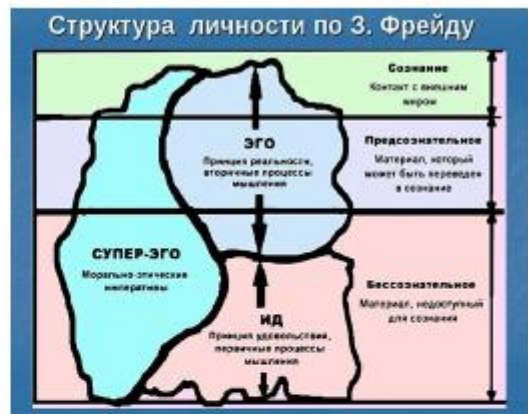 Структура личности по З. Фрейду
Сознание
Контакт с внешним
миром
ЭГО
Принцип реальности,
вторичные процессы
мышления
Предсознательное
Материал, который
может быть переведен
в сознание
СУПЕР-ЭГО
Морально-этические
императивы
ИД
Принцип удовольствия,
первичные процессы
мышления
Бессознательное
Материал, недоступный
для сознания